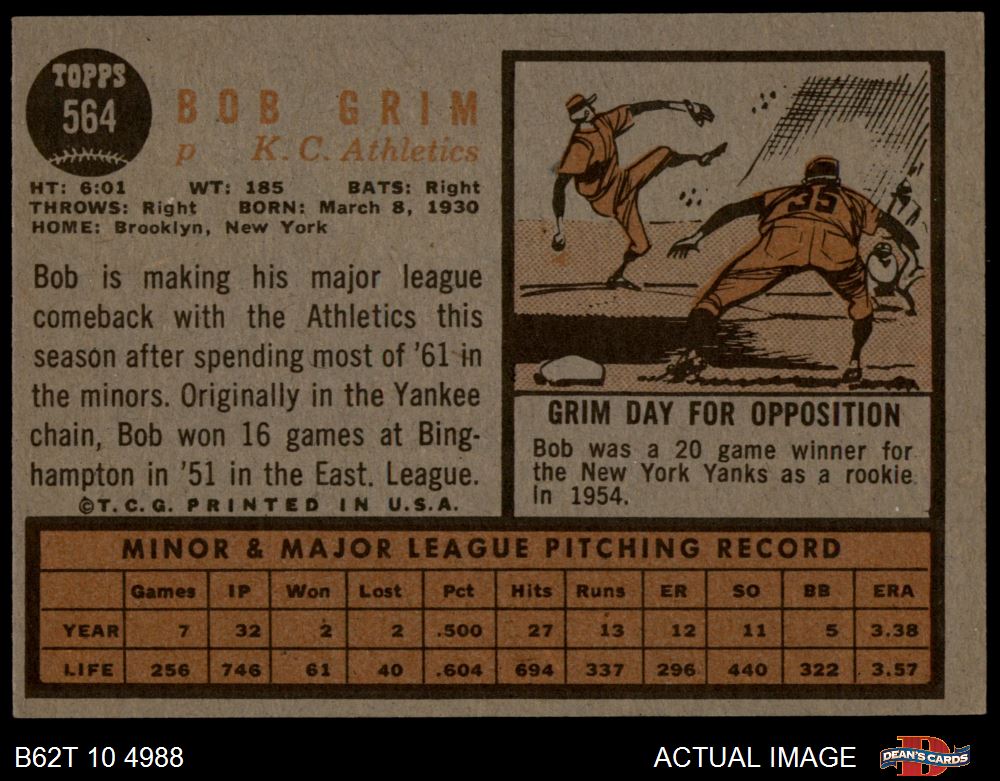 TOPPS
564
BOB GRIM
p K. C. Athletics
HT: 6:01 WT: 185 BATS: Right
THROWS: Right BORN: March 8, 1930
HOME: Brooklyn, New York
Bob is making his major league
comeback with the Athletics this
season after spending most of '61 in
the minors. Originally in the Yankee
chain, Bob won 16 games at Bing-
hampton in '51 in the East. League.
©T. C. G. PRINTED IN U.S.A.
35
GRIM DAY FOR OPPOSITION
Bob was a 20 game winner for
the New York Yanks as a rookie
in 1954.
MINOR & MAJOR LEAGUE PITCHING RECORD
Games IP Won Lost Pct Hits Runs ER SO BB ERA
YEAR 7 32 2 2 .500 27 13 12 11 5 3.38
LIFE 256 746 61 40 .604 694 337 296 440 322 3.57
B62T 10 4988 ACTUAL IMAGE DEAN'S CARDS